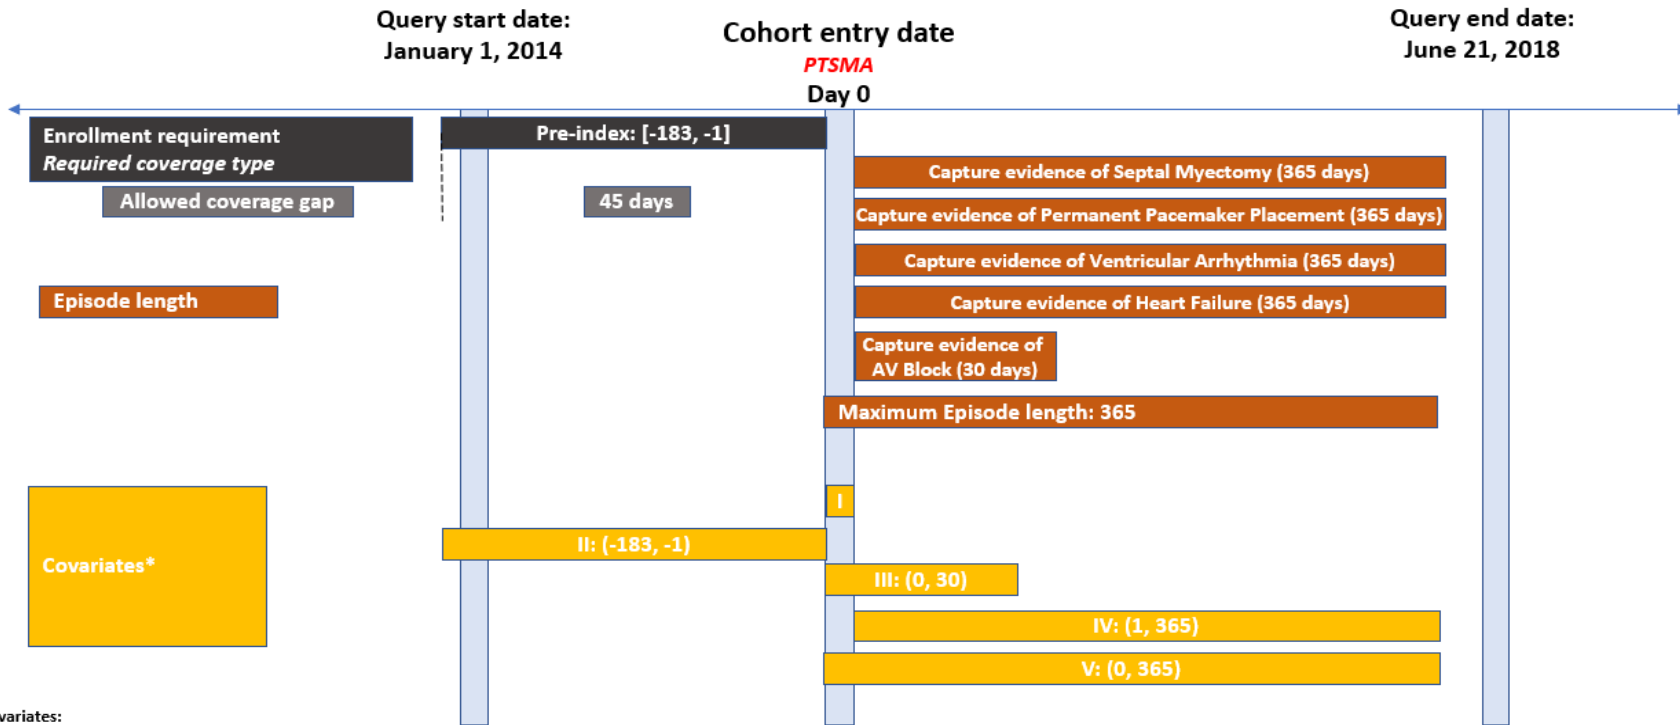 Query start date:
January 1, 2014
Cohort entry date
PTSMA
Day 0
Query end date:
June 21, 2018
Enrollment requirement
Required coverage type
Pre-index: [-183, -1]
Capture evidence of Septal Myectomy (365 days)
Allowed coverage gap
45 days
Capture evidence of Permanent Pacemaker Placement (365 days)
Capture evidence of Ventricular Arrhythmia (365 days)
Episode length
Capture evidence of Heart Failure (365 days)
Capture evidence of
AV Block (30 days)
Maximum Episode length: 365
Covariates*
I
II: (-183, -1)
III: (0, 30)
IV: (1, 365)
V: (0, 365)
variates: